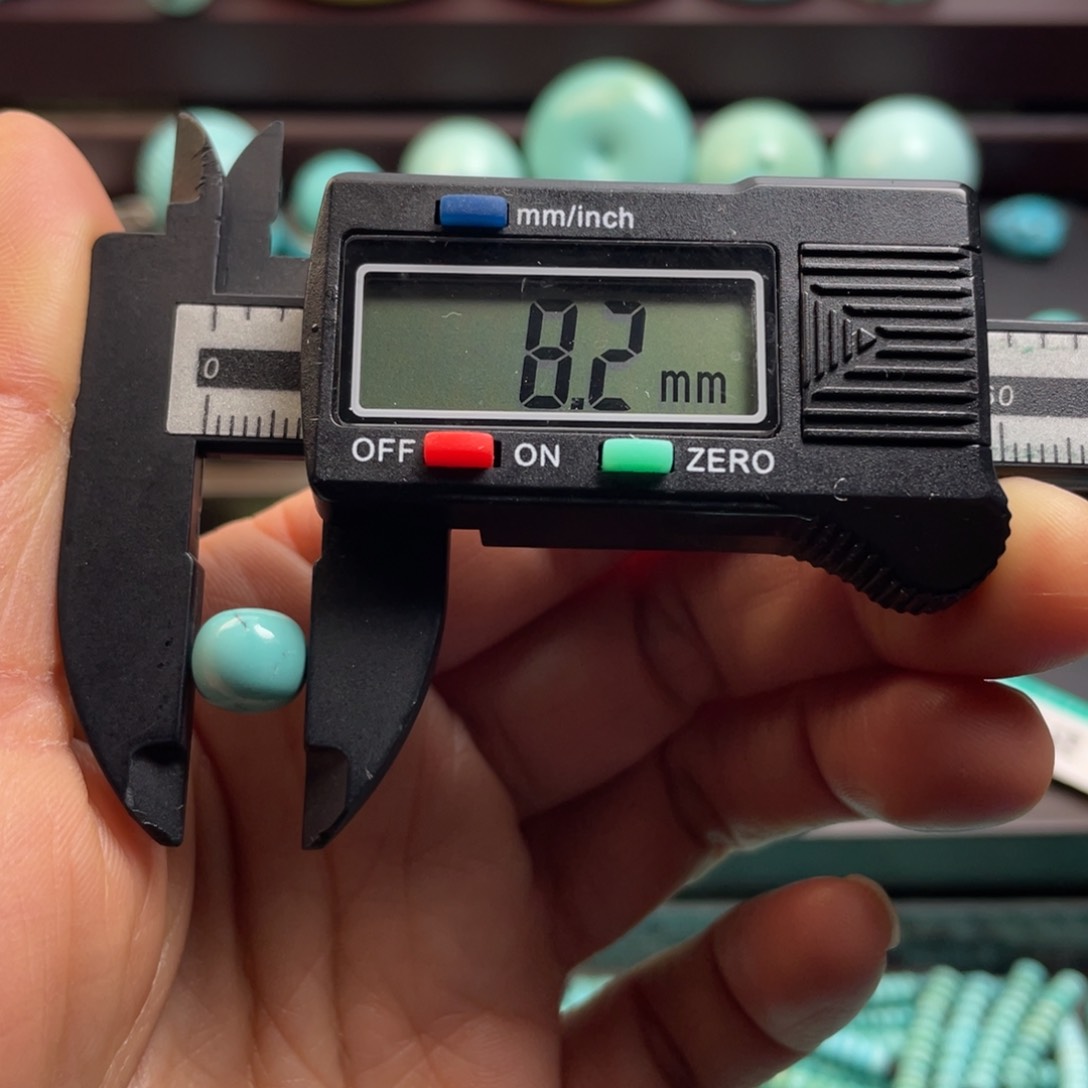 mm/inch
8.2 mm
0
OFF ON ZERO